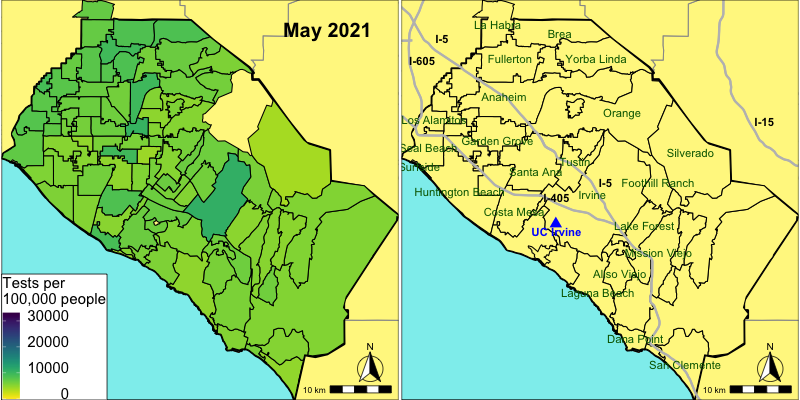 May 2021
Tests per
100,000 people
30000
20000
10000
0
N
10 km
La Habra
Brea
I-5
Fullerton
Yorba Linda
I-605
Anaheim
Orange
Los Alamitos
I-15
Garden Grove
Seal Beach
Silverado
Sunside
Tustin
Santa Ana
I-5
Foothill Ranch
Huntington Beach
I-405
Irvine
Costa Mesa
UC Irvine
Lake Forest
Mission Viejo
Aliso Viejo
Laguna Beach
Dana Point
San Clemente
N
10 km